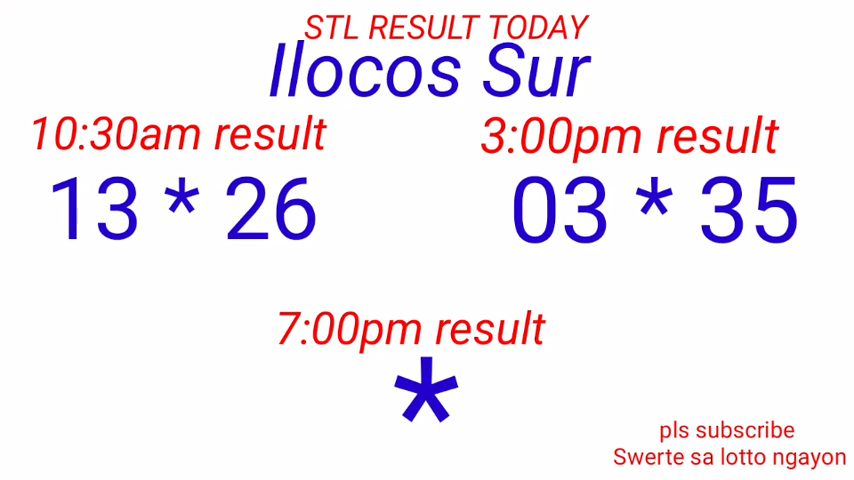 STL RESULT TODAY
Ilocos Sur
10:30am result
13 * 26
3:00pm result
03 * 35
7:00pm result
*
pls subscribe
Swerte sa lotto ngayon